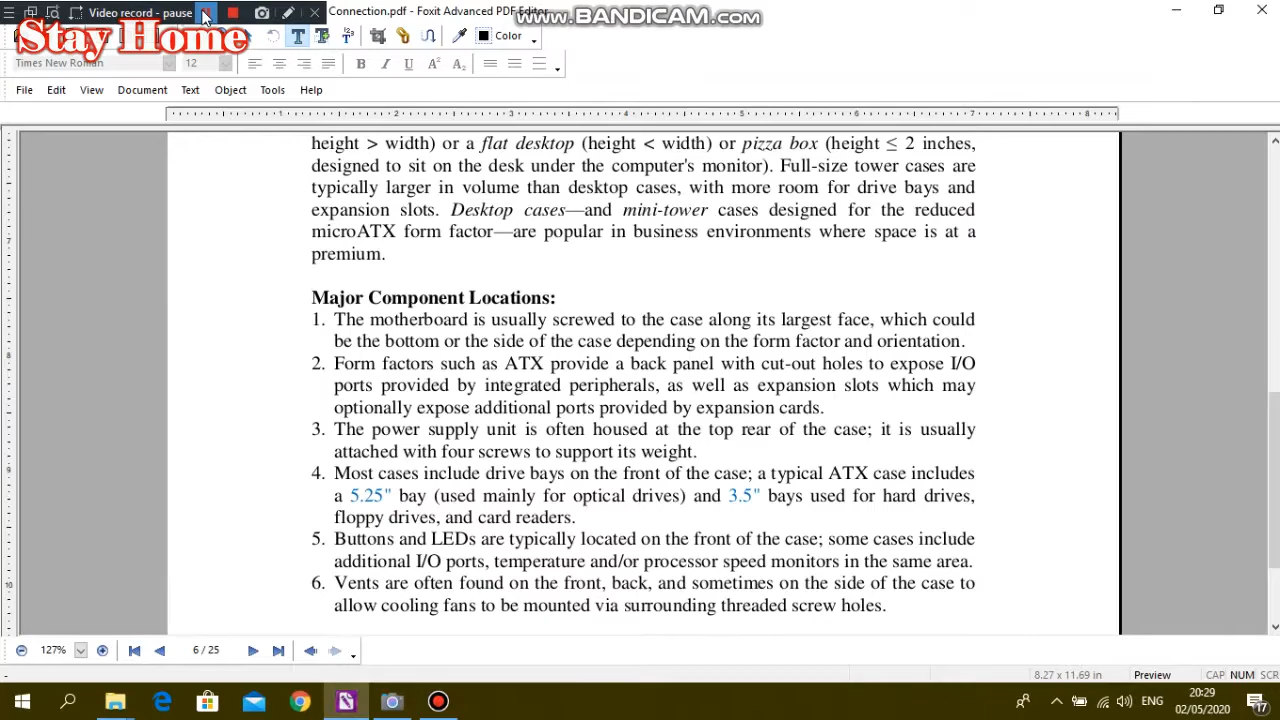 Video record - pause
Connection.pdf - Foxit Advanced PDF Editor
www.BANDICAM.com
Stay Home
Color
Times New Roman
12
File Edit View Document Text Object Tools Help
1 2 3 4 5 6 7 8
height > width) or a flat desktop (height < width) or pizza box (height ≤ 2 inches,
designed to sit on the desk under the computer's monitor). Full-size tower cases are
typically larger in volume than desktop cases, with more room for drive bays and
expansion slots. Desktop cases—and mini-tower cases designed for the reduced
microATX form factor—are popular in business environments where space is at a
premium.
Major Component Locations:
1. The motherboard is usually screwed to the case along its largest face, which could
be the bottom or the side of the case depending on the form factor and orientation.
2. Form factors such as ATX provide a back panel with cut-out holes to expose I/O
ports provided by integrated peripherals, as well as expansion slots which may
optionally expose additional ports provided by expansion cards.
3. The power supply unit is often housed at the top rear of the case; it is usually
attached with four screws to support its weight.
4. Most cases include drive bays on the front of the case; a typical ATX case includes
a 5.25" bay (used mainly for optical drives) and 3.5" bays used for hard drives,
floppy drives, and card readers.
5. Buttons and LEDs are typically located on the front of the case; some cases include
additional I/O ports, temperature and/or processor speed monitors in the same area.
6. Vents are often found on the front, back, and sometimes on the side of the case to
allow cooling fans to be mounted via surrounding threaded screw holes.
127% 6 / 25
8.27 x 11.69 in Preview CAP NUM SCR
ENG
20:29
02/05/2020
17